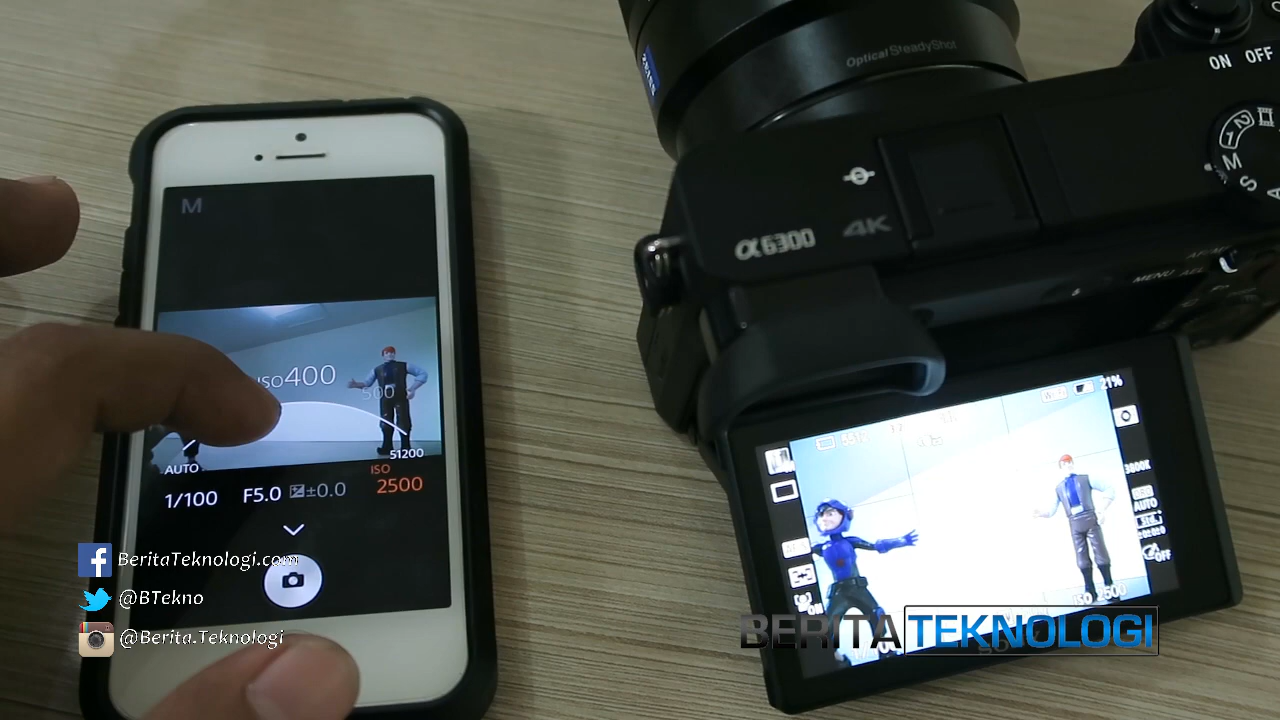 M
ISO400
500
AUTO
51200
1/100
F5.0
±0.0
ISO
2500
BeritaTeknologi.com
@BTekno
@Berita.Teknologi
Optical SteadyShot
ON OFF
M
S
α6300
4K
MENU
21%
AUTO
OFF
ON
ISO 2500
BERITA TEKNOLOGI